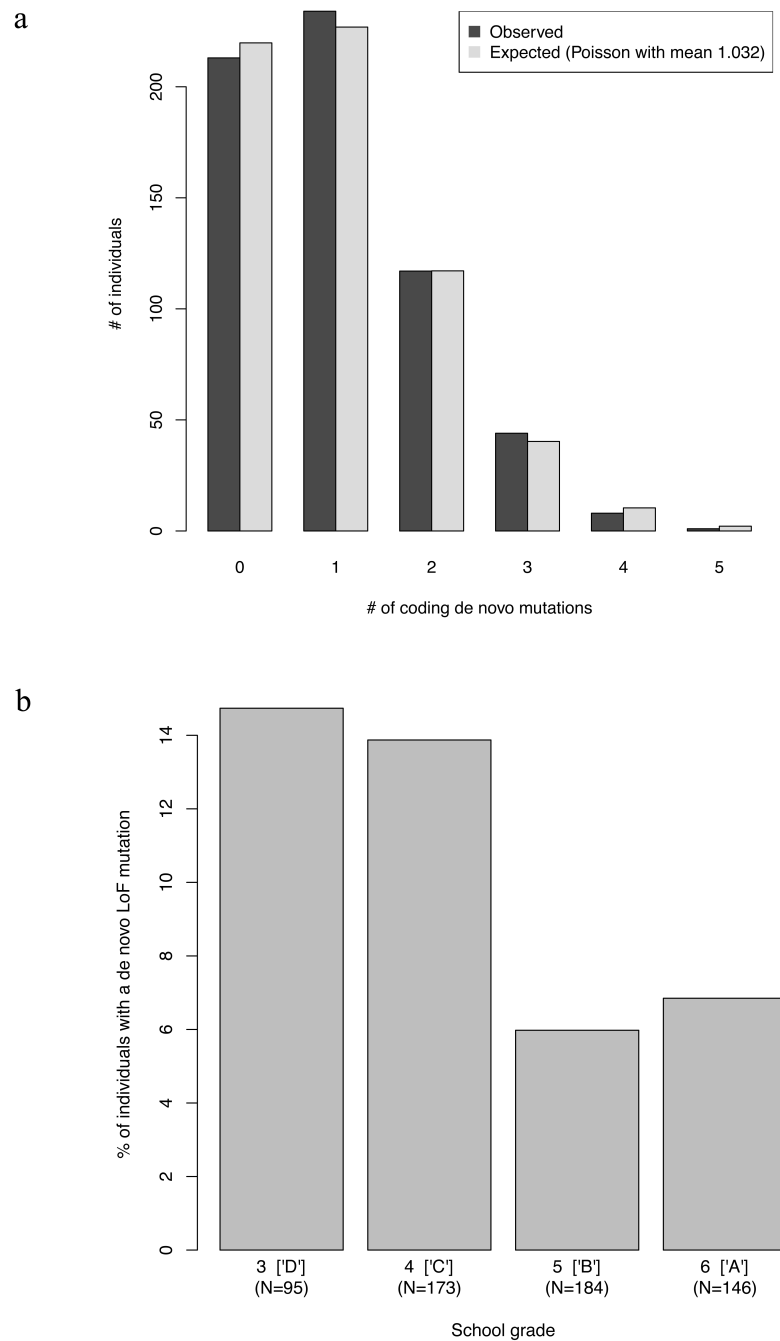 a
Observed
Expected (Poisson with mean 1.032)
# of individuals
200
150
100
50
0
0 1 2 3 4 5
# of coding de novo mutations
b
% of individuals with a de novo LoF mutation
14
12
10
8
6
4
2
0
3 ['D'] 4 ['C'] 5 ['B'] 6 ['A']
(N=95) (N=173) (N=184) (N=146)
School grade